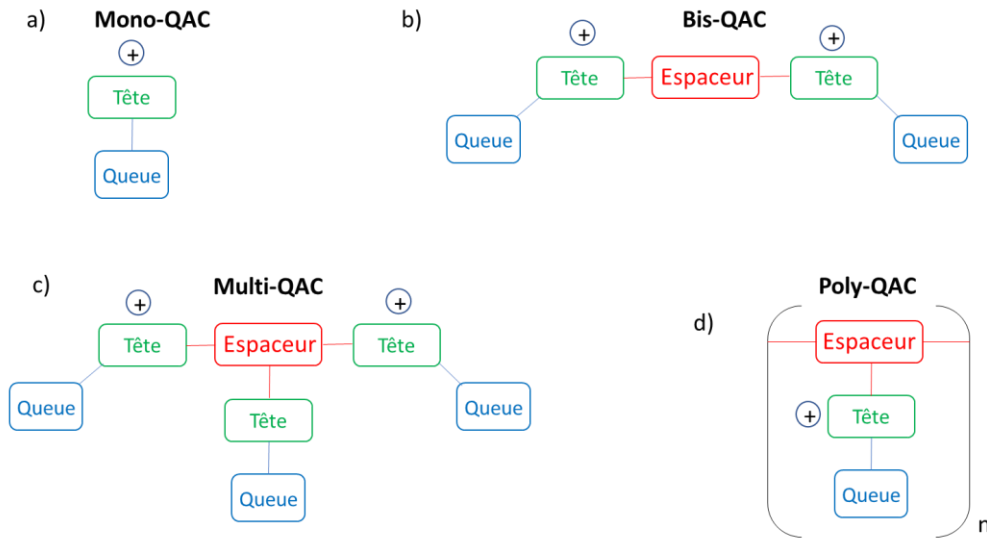 a) Mono-QAC
+
Tête
Queue
b) Bis-QAC
+ +
Tête Espaceur Tête
Queue Queue
c) Multi-QAC
+ +
Tête Espaceur Tête
Queue Tête Queue
Queue
d) Poly-QAC
Espaceur
+ Tête
Queue
n